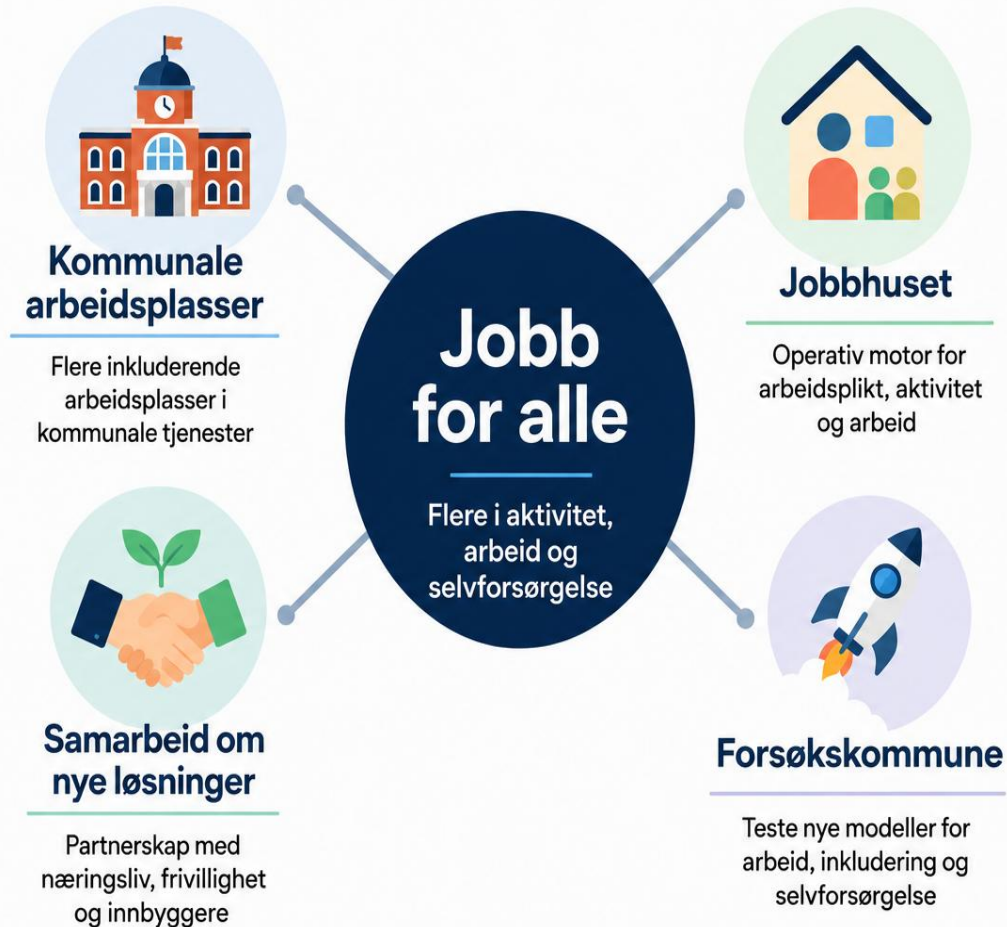 Kommunale
arbeidsplasser
Flere inkluderende
arbeidsplasser i
kommunale tjenester
Jobbhuset
Operativ motor for
arbeidsplikt, aktivitet
og arbeid
Jobb
for alle
Flere i aktivitet,
arbeid og
selvforsørgelse
Samarbeid om
nye løsninger
Partnerskap med
næringsliv, frivillighet
og innbyggere
Forsøkskommune
Teste nye modeller for
arbeid, inkludering og
selvforsørgelse